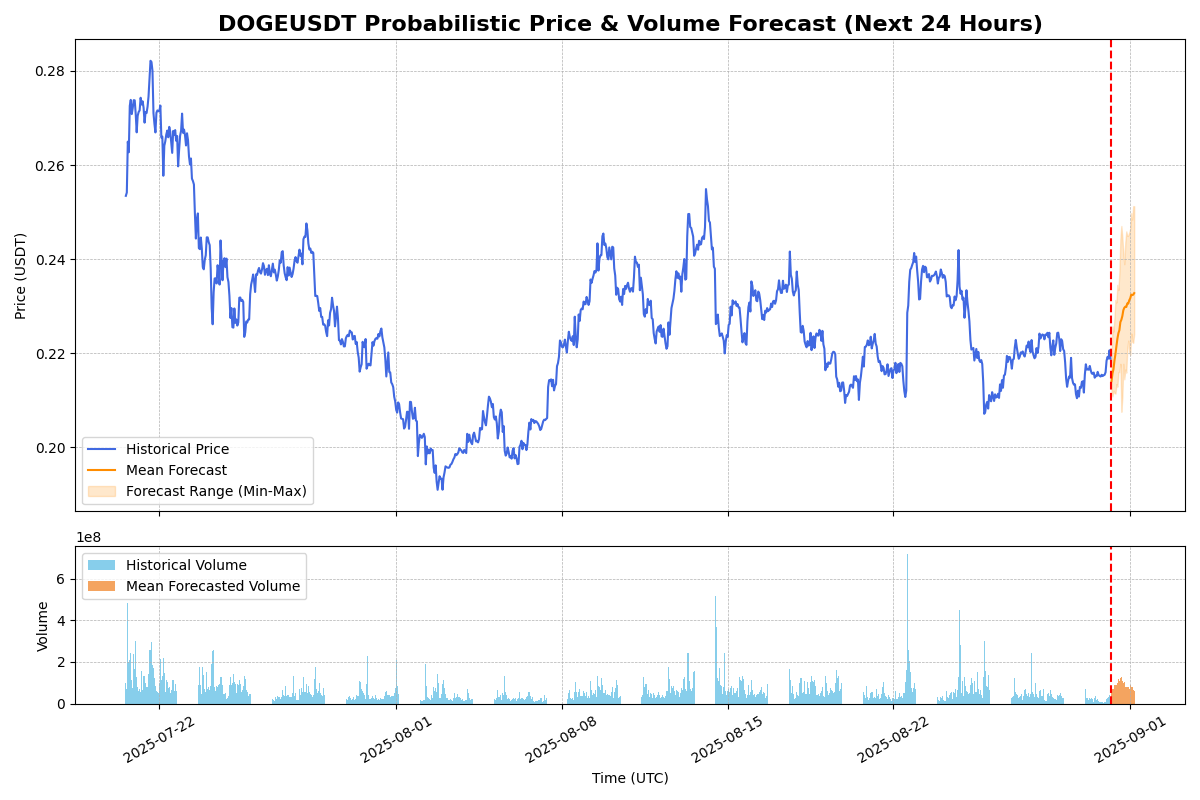 DOGEUSDT Probabilistic Price & Volume Forecast (Next 24 Hours)
0.28
0.26
0.24
0.22
0.20
Price (USDT)
Historical Price
Mean Forecast
Forecast Range (Min-Max)
1e8
6
4
2
0
Volume
Historical Volume
Mean Forecasted Volume
2025-07-22
2025-08-01
2025-08-08
2025-08-15
2025-08-22
2025-09-01
Time (UTC)